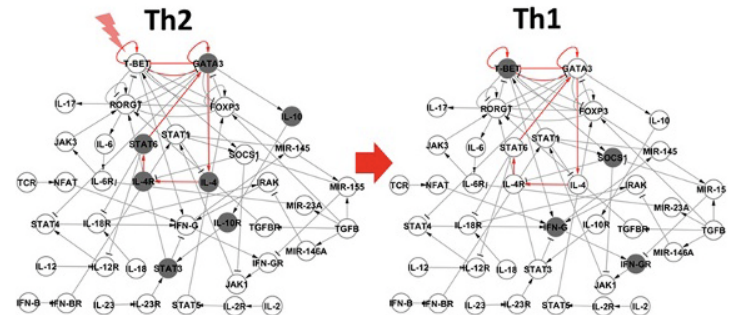 Th2
Th1
T-BET GATA3
IL-17 RORGT FOXP3 IL-10
JAK3 IL-6 STAT6 STAT1 SOCS1 MIR-145
TCR NFAT IL-6R IL-4R IL-4 IRAK MIR-155
MIR-23A
STAT4 IL-18R IFN-G IL-10R TGFBR TGFB
MIR-146A
IL-12 IL-12R IL-18 STAT3 IFN-GR
JAK1
IFN-B IFN-BR IL-23 IL-23R STAT5 IL-2R IL-2
T-BET GATA3
IL-17 RORGT FOXP3 IL-10
JAK3 IL-6 STAT6 STAT1 SOCS1 MIR-145
TCR NFAT IL-6R IL-4R IL-4 IRAK MIR-15
MIR-23A
STAT4 IL-18R IFN-G IL-10R TGFBR TGFB
MIR-146A
IL-12 IL-12R IL-18 STAT3 IFN-GR
JAK1
IFN-B IFN-BR IL-23 IL-23R STAT5 IL-2R IL-2